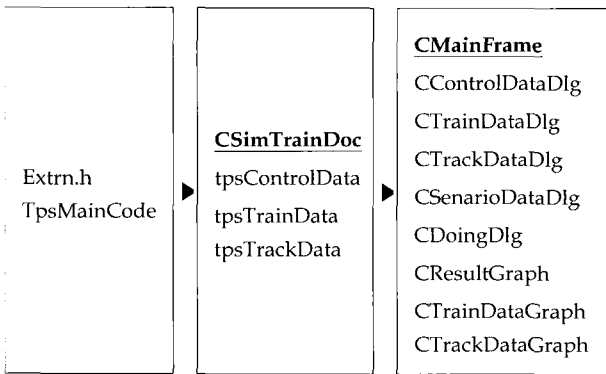 Extrn.h
TpsMainCode
CSimTrainDoc
tpsControlData
tpsTrainData
tpsTrackData
CMainFrame
CControlDataDlg
CTrainDataDlg
CTrackDataDlg
CSenarioDataDlg
CDoingDlg
CResultGraph
CTrainDataGraph
CTrackDataGraph